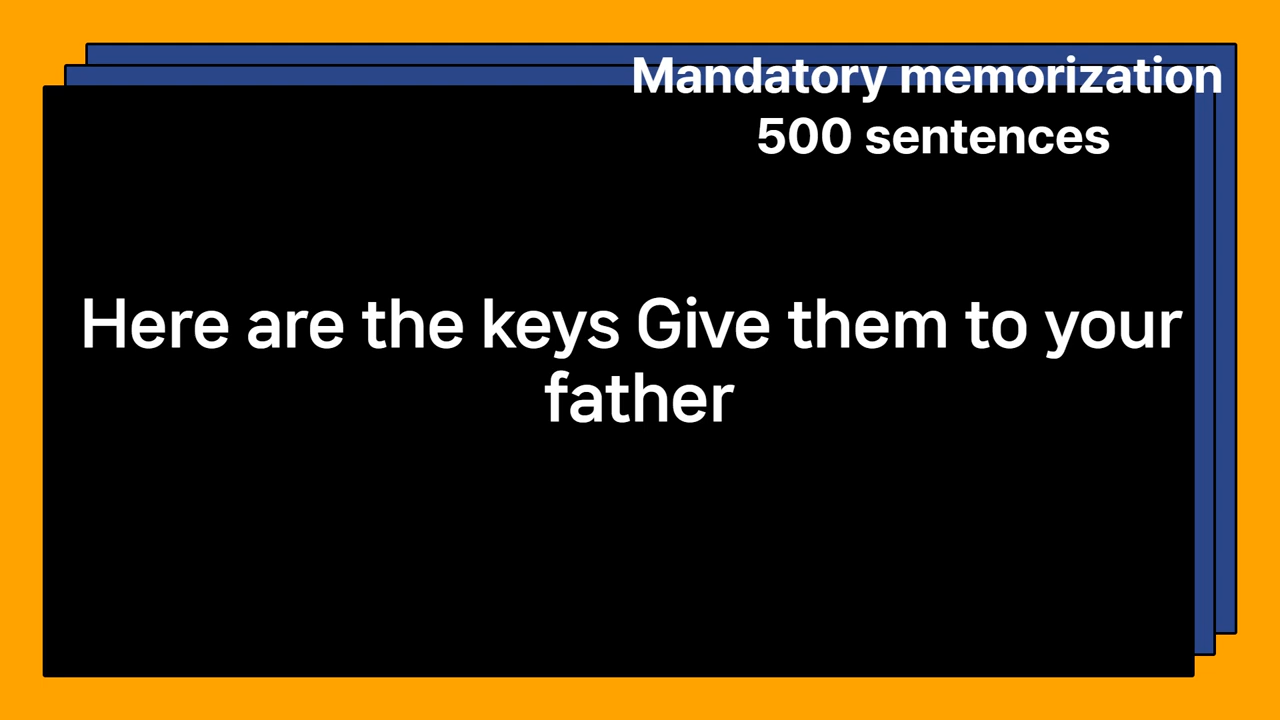 Mandatory memorization
500 sentences
Here are the keys Give them to your
father